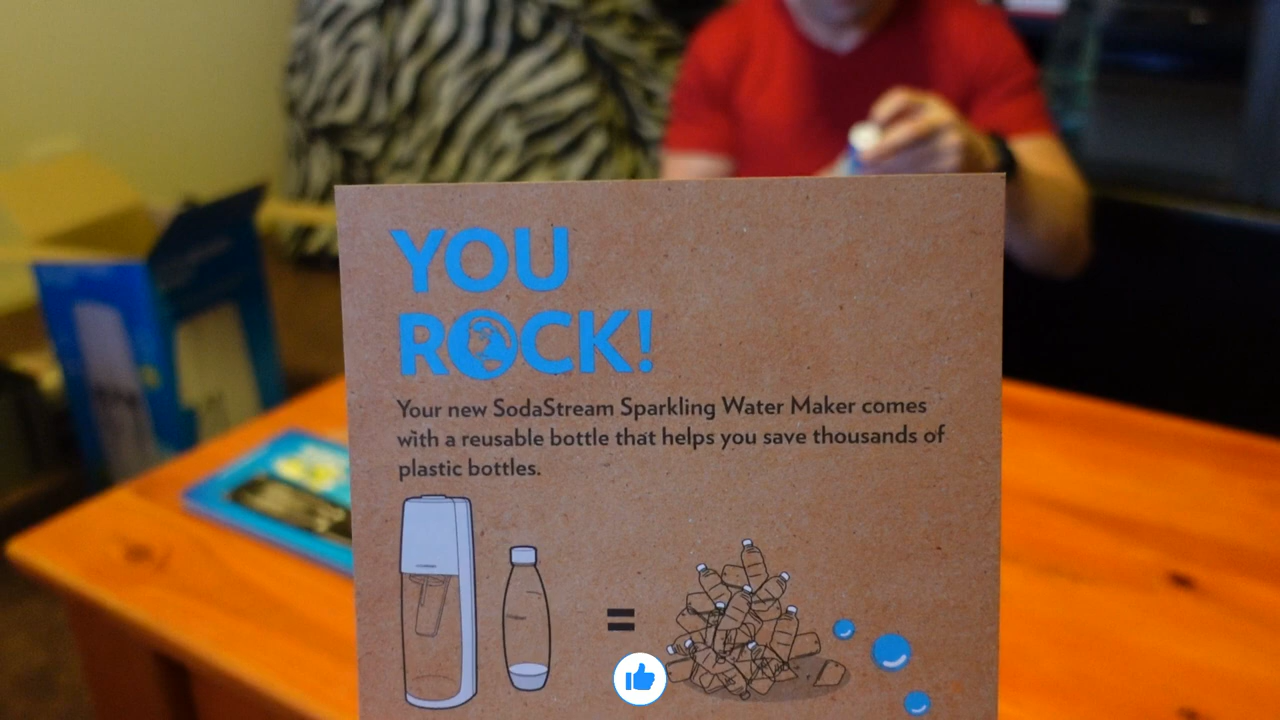 YOU
ROCK!
Your new SodaStream Sparkling Water Maker comes
with a reusable bottle that helps you save thousands of
plastic bottles.
=